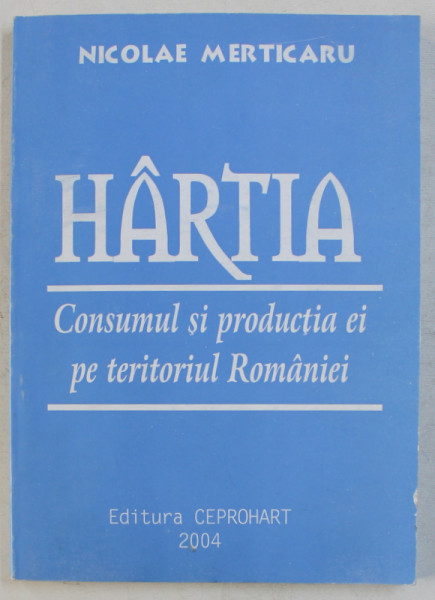 NICOLAE MERTICARU
HÂRTIA
Consumul și producția ei
pe teritoriul României
Editura CEPROHART
2004